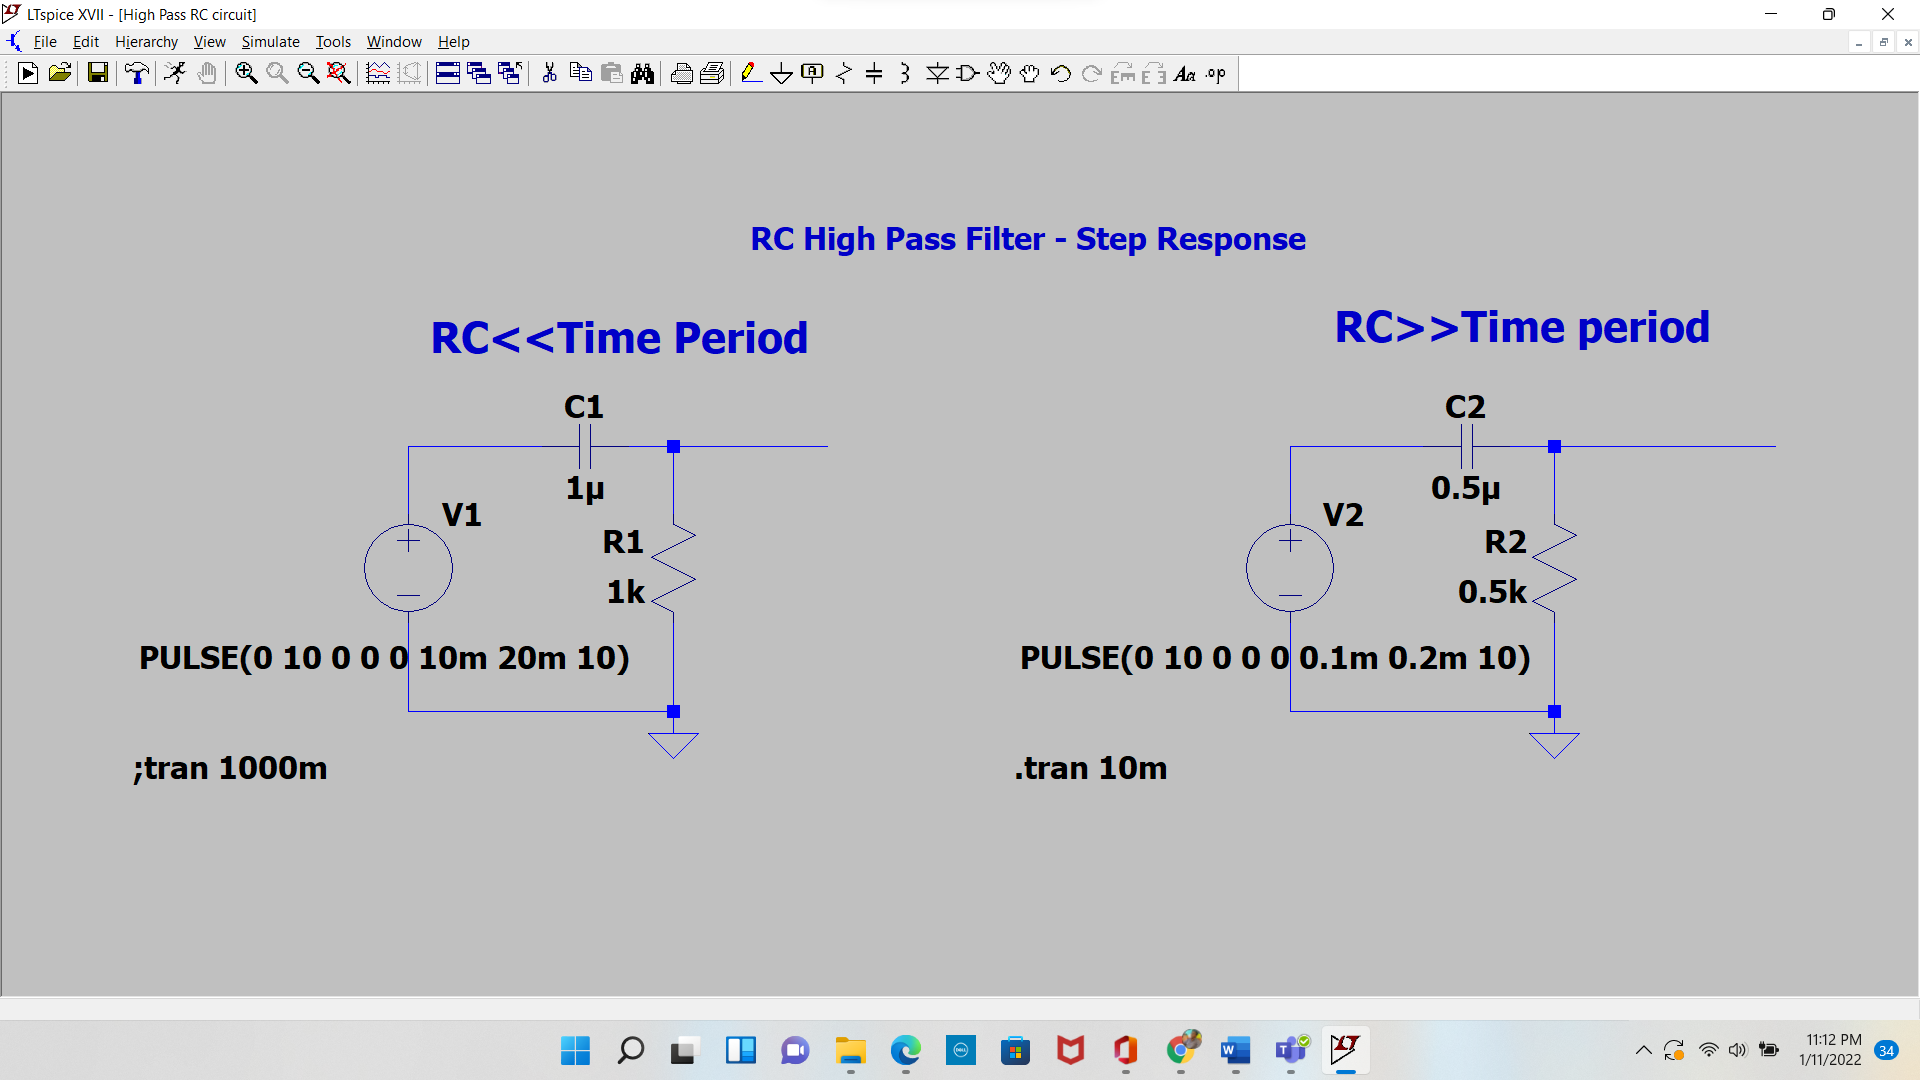 LTspice XVII - [High Pass RC circuit]
File Edit Hierarchy View Simulate Tools Window Help
.op
RC High Pass Filter - Step Response
RC<<Time Period
RC>>Time period
C1
1µ
V1
R1
1k
PULSE(0 10 0 0 0 10m 20m 10)
;tran 1000m
C2
0.5µ
V2
R2
0.5k
PULSE(0 10 0 0 0 0.1m 0.2m 10)
.tran 10m
11:12 PM
1/11/2022
34